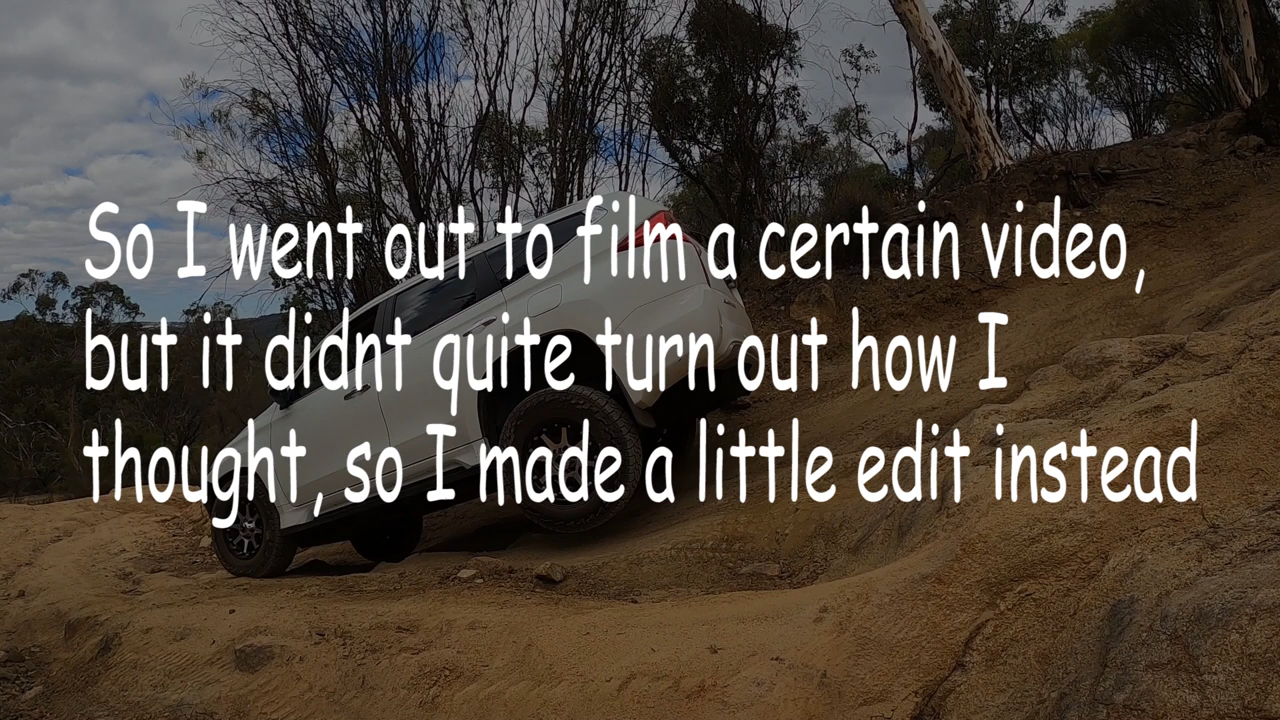 So I went out to film a certain video,
but it didnt quite turn out how I
thought, so I made a little edit instead